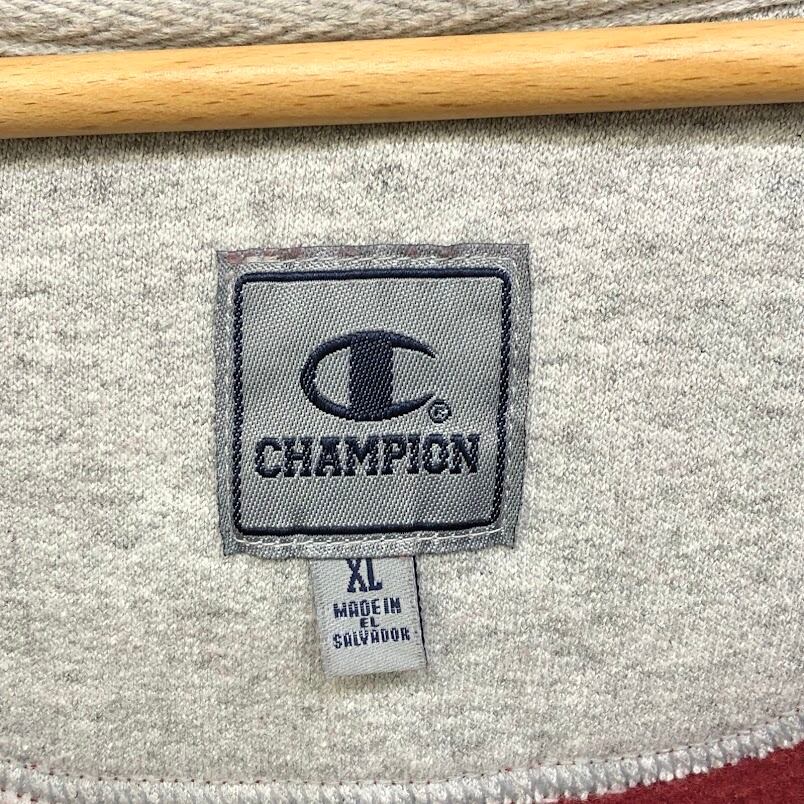 ®
CHAMPION
XL
MADE IN
EL
SALVADOR